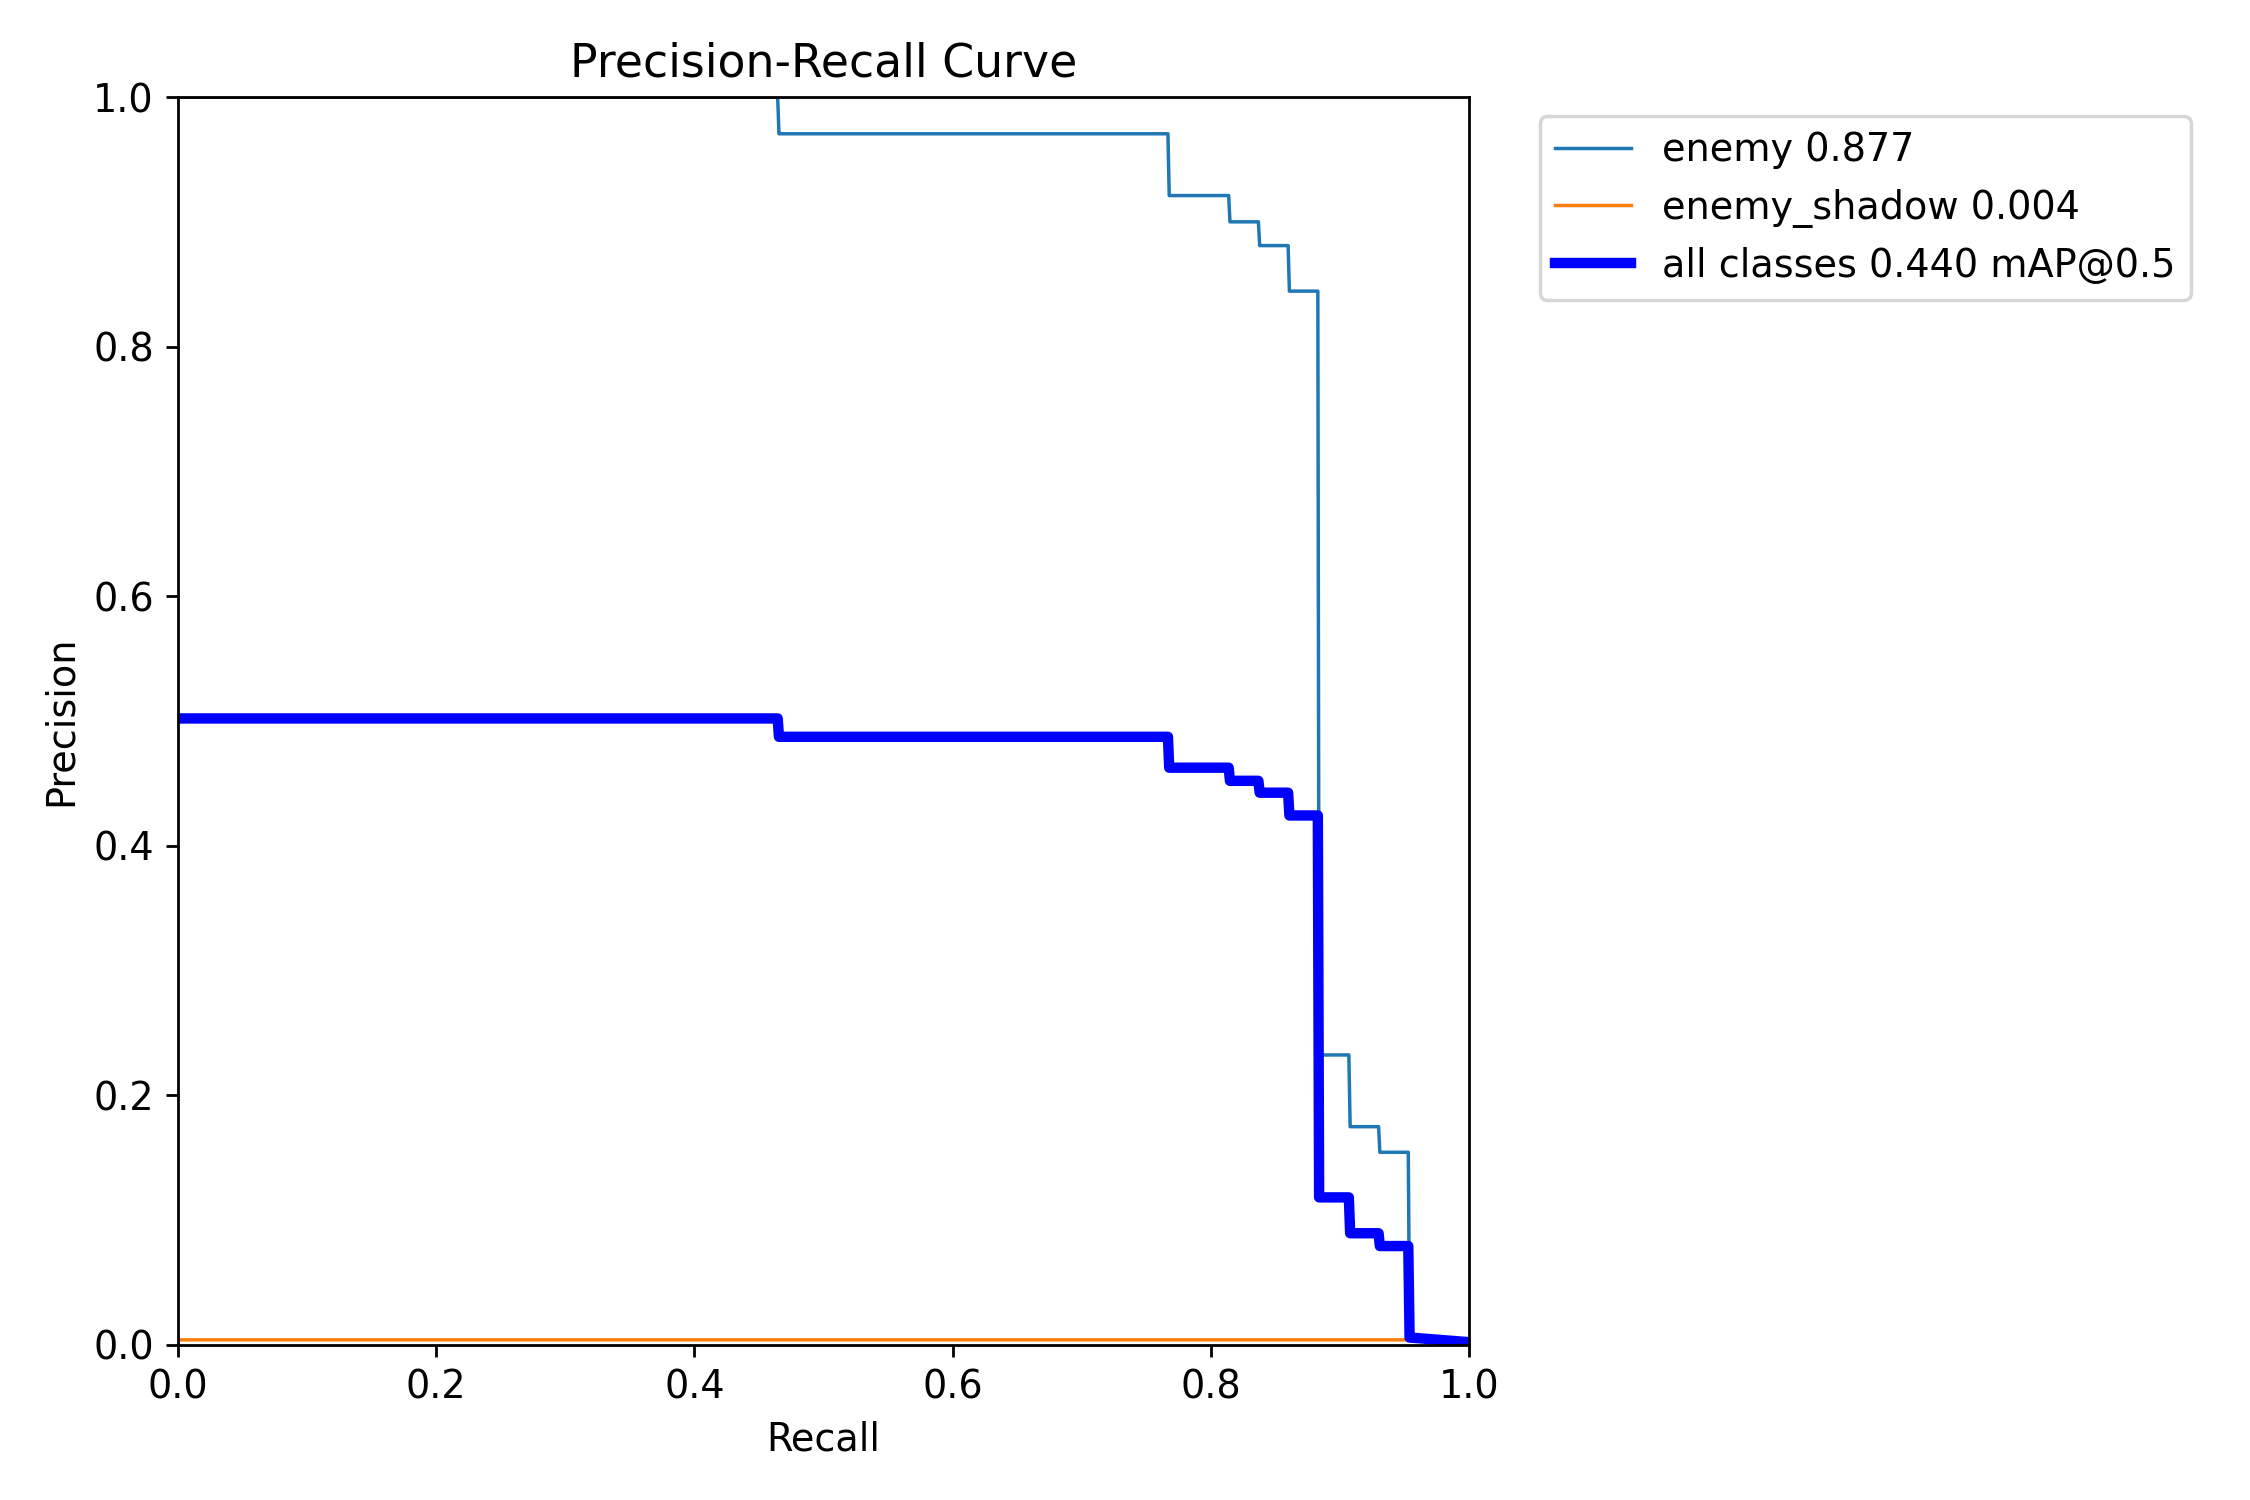 Precision-Recall Curve
1.0
0.8
0.6
0.4
0.2
0.0
Precision
0.0 0.2 0.4 0.6 0.8 1.0
Recall
enemy 0.877
enemy_shadow 0.004
all classes 0.440 mAP@0.5